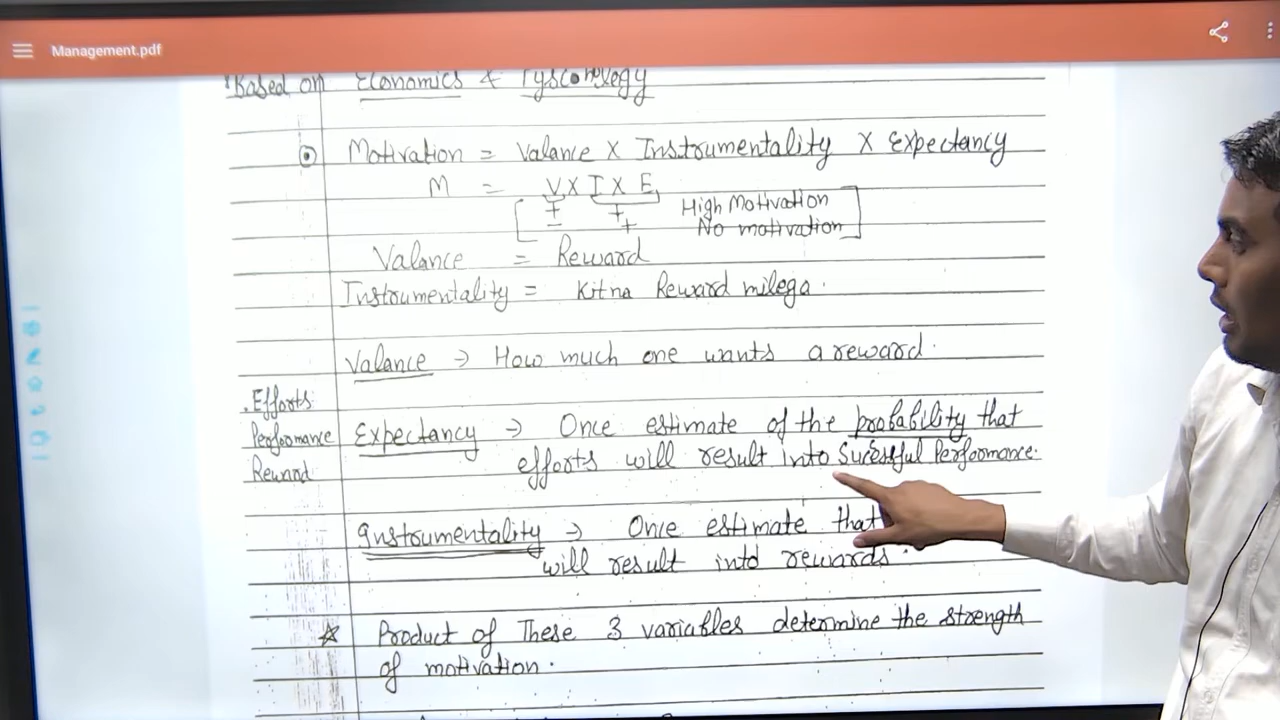 Management.pdf
Based on Economics &
Motivation = Valance X Instrumentality X Expectancy
M = V X I X E
+ + High Motivation
- + No motivation
Valance = Reward
Instrumentality = Kitna Reward milega.
Valance → How much one wants a reward.
Efforts
Performance Expectancy → Once estimate of the probability that
Reward efforts will result into Sucessful Performance.
Instrumentality → Once estimate that
will result into rewards.
Product of These 3 variables determine the strength
of motivation.